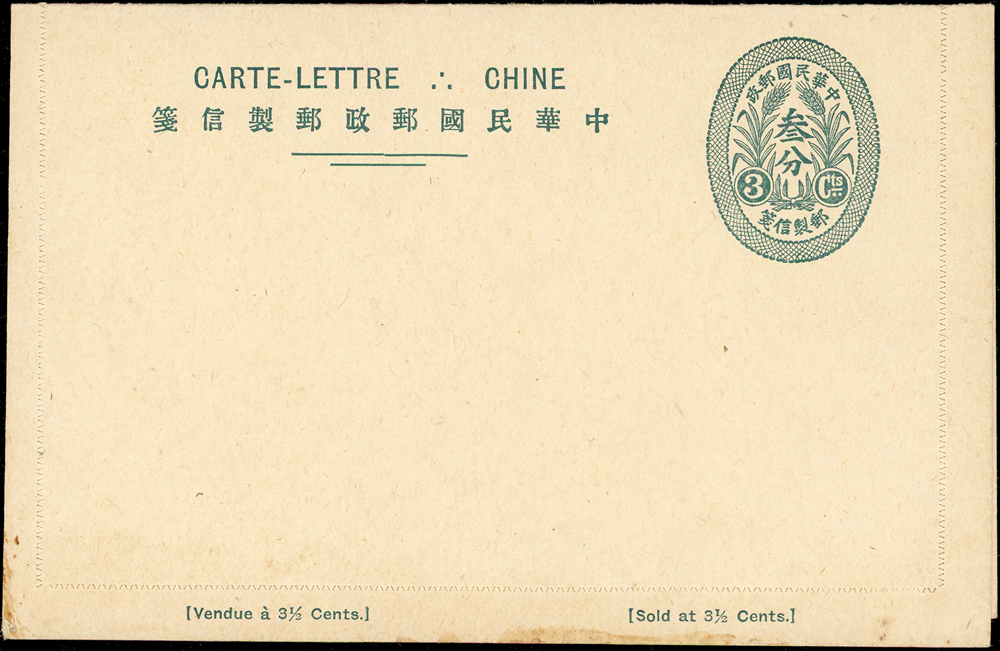 CARTE-LETTRE ∴ CHINE
中華民國郵政郵製信箋
中華民國郵政
叁分
3 Cts
郵製信箋
[Vendue à 3½ Cents.]
[Sold at 3½ Cents.]